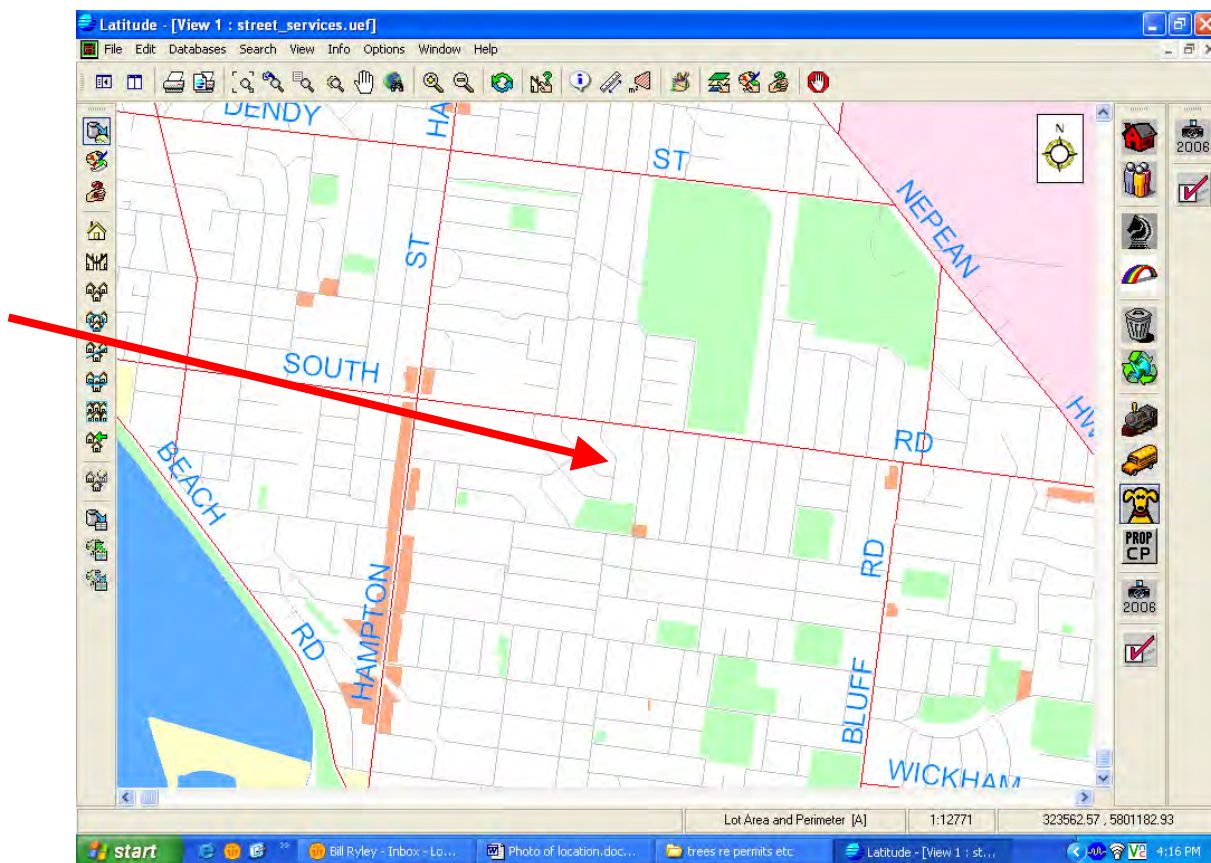 Latitude - [View 1 : street_services.uef]
File Edit Databases Search View Info Options Window Help
DENDY
HA
ST
N
2006
ST
NEPEAN
SOUTH
HW
RD
BEACH
PROP
CP
RD
2006
RD
HAMPTON
BLUFF
WICKHAM
Lot Area and Perimeter [A] 1:12771 323562.57 , 5801182.93
start Bill Ryley - Inbox - Lo... Photo of location.doc... trees re permits etc Latitude - [View 1 : st... 4:16 PM